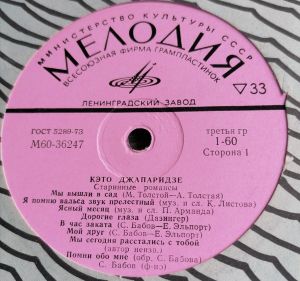 МИНИСТЕРСТВО КУЛЬТУРЫ СССР
МЕЛОДИЯ
ВСЕСОЮЗНАЯ ФИРМА ГРАМПЛАСТИНОК
▽33
ЛЕНИНГРАДСКИЙ ЗАВОД
ГОСТ 5289-73
М60-36247
третья гр
1-60
Сторона 1
КЭТО ДЖАПАРИДЗЕ
Старинные романсы
Мы вышли в сад (М. Толстой—А. Толстая)
Я помню вальса звук прелестный (муз. и сл. Н. Листова)
Ясный месяц (муз. и сл. П. Арманда)
Дорогие глаза (Дазингер)
В час заката (С. Бабов—Е. Эльпорт)
Мой друг (С. Бабов—Е. Эльпорт)
Мы сегодня расстались с тобой
(автор неизв.)
Помни обо мне (обр. С. Бабова)
С. Бабов (ф-но)